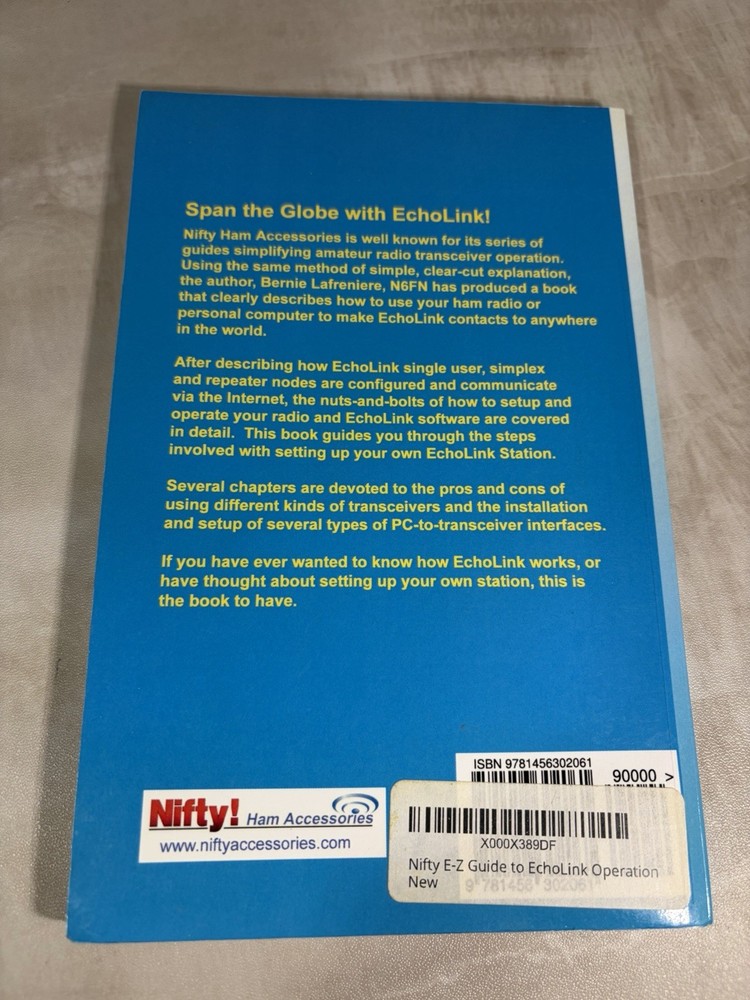 Span the Globe with EchoLink!
Nifty Ham Accessories is well known for its series of
guides simplifying amateur radio transceiver operation.
Using the same method of simple, clear-cut explanation,
the author, Bernie Lafreniere, N6FN has produced a book
that clearly describes how to use your ham radio or
personal computer to make EchoLink contacts to anywhere
in the world.
After describing how EchoLink single user, simplex
and repeater nodes are configured and communicate
via the Internet, the nuts-and-bolts of how to setup and
operate your radio and EchoLink software are covered
in detail. This book guides you through the steps
involved with setting up your own EchoLink Station.
Several chapters are devoted to the pros and cons of
using different kinds of transceivers and the installation
and setup of several types of PC-to-transceiver interfaces.
If you have ever wanted to know how EchoLink works, or
have thought about setting up your own station, this is
the book to have.
ISBN 9781456302061
90000 >
Nifty! Ham Accessories
www.niftyaccessories.com
X000X389DF
Nifty E-Z Guide to EchoLink Operation
New
9 781456 302061